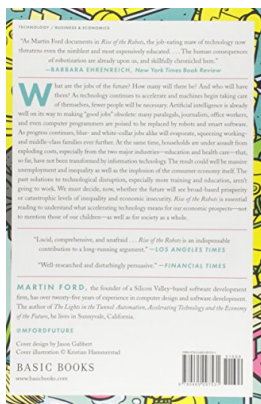 TECHNOLOGY / BUSINESS & ECONOMICS
"As Martin Ford documents in Rise of the Robots, the job-eating maw of technology now
threatens even the nimblest and most expensively educated. . . . The human consequences
of robotization are already upon us, and skillfully chronicled here."
—BARBARA EHRENREICH, New York Times Book Review
What are the jobs of the future? How many will there be? And who will have
them? As technology continues to accelerate and machines begin taking care
of themselves, fewer people will be necessary. Artificial intelligence is already
well on its way to making "good jobs" obsolete: many paralegals, journalists, office workers,
and even computer programmers are poised to be replaced by robots and smart software.
As progress continues, blue- and white-collar jobs alike will evaporate, squeezing working-
and middle-class families ever further. At the same time, households are under assault from
exploding costs, especially from the two major industries—education and health care—that,
so far, have not been transformed by information technology. The result could well be massive
unemployment and inequality as well as the implosion of the consumer economy itself. The
past solutions to technological disruption, especially more training and education, aren't
going to work. We must decide, now, whether the future will see broad-based prosperity
or catastrophic levels of inequality and economic insecurity. Rise of the Robots is essential
reading to understand what accelerating technology means for our economic prospects—not
to mention those of our children—as well as for society as a whole.
"Lucid, comprehensive, and unafraid . . . Rise of the Robots is an indispensable
contribution to a long-running argument." —LOS ANGELES TIMES
"Well-researched and disturbingly persuasive." —FINANCIAL TIMES
MARTIN FORD, the founder of a Silicon Valley-based software development
firm, has over twenty-five years of experience in computer design and software development.
The author of The Lights in the Tunnel: Automation, Accelerating Technology and the Economy
of the Future, he lives in Sunnyvale, California.
@MFORDFUTURE
Cover design by Jason Gabbert
Cover illustration © Kristian Hammerstad
BASIC BOOKS
www.basicbooks.com